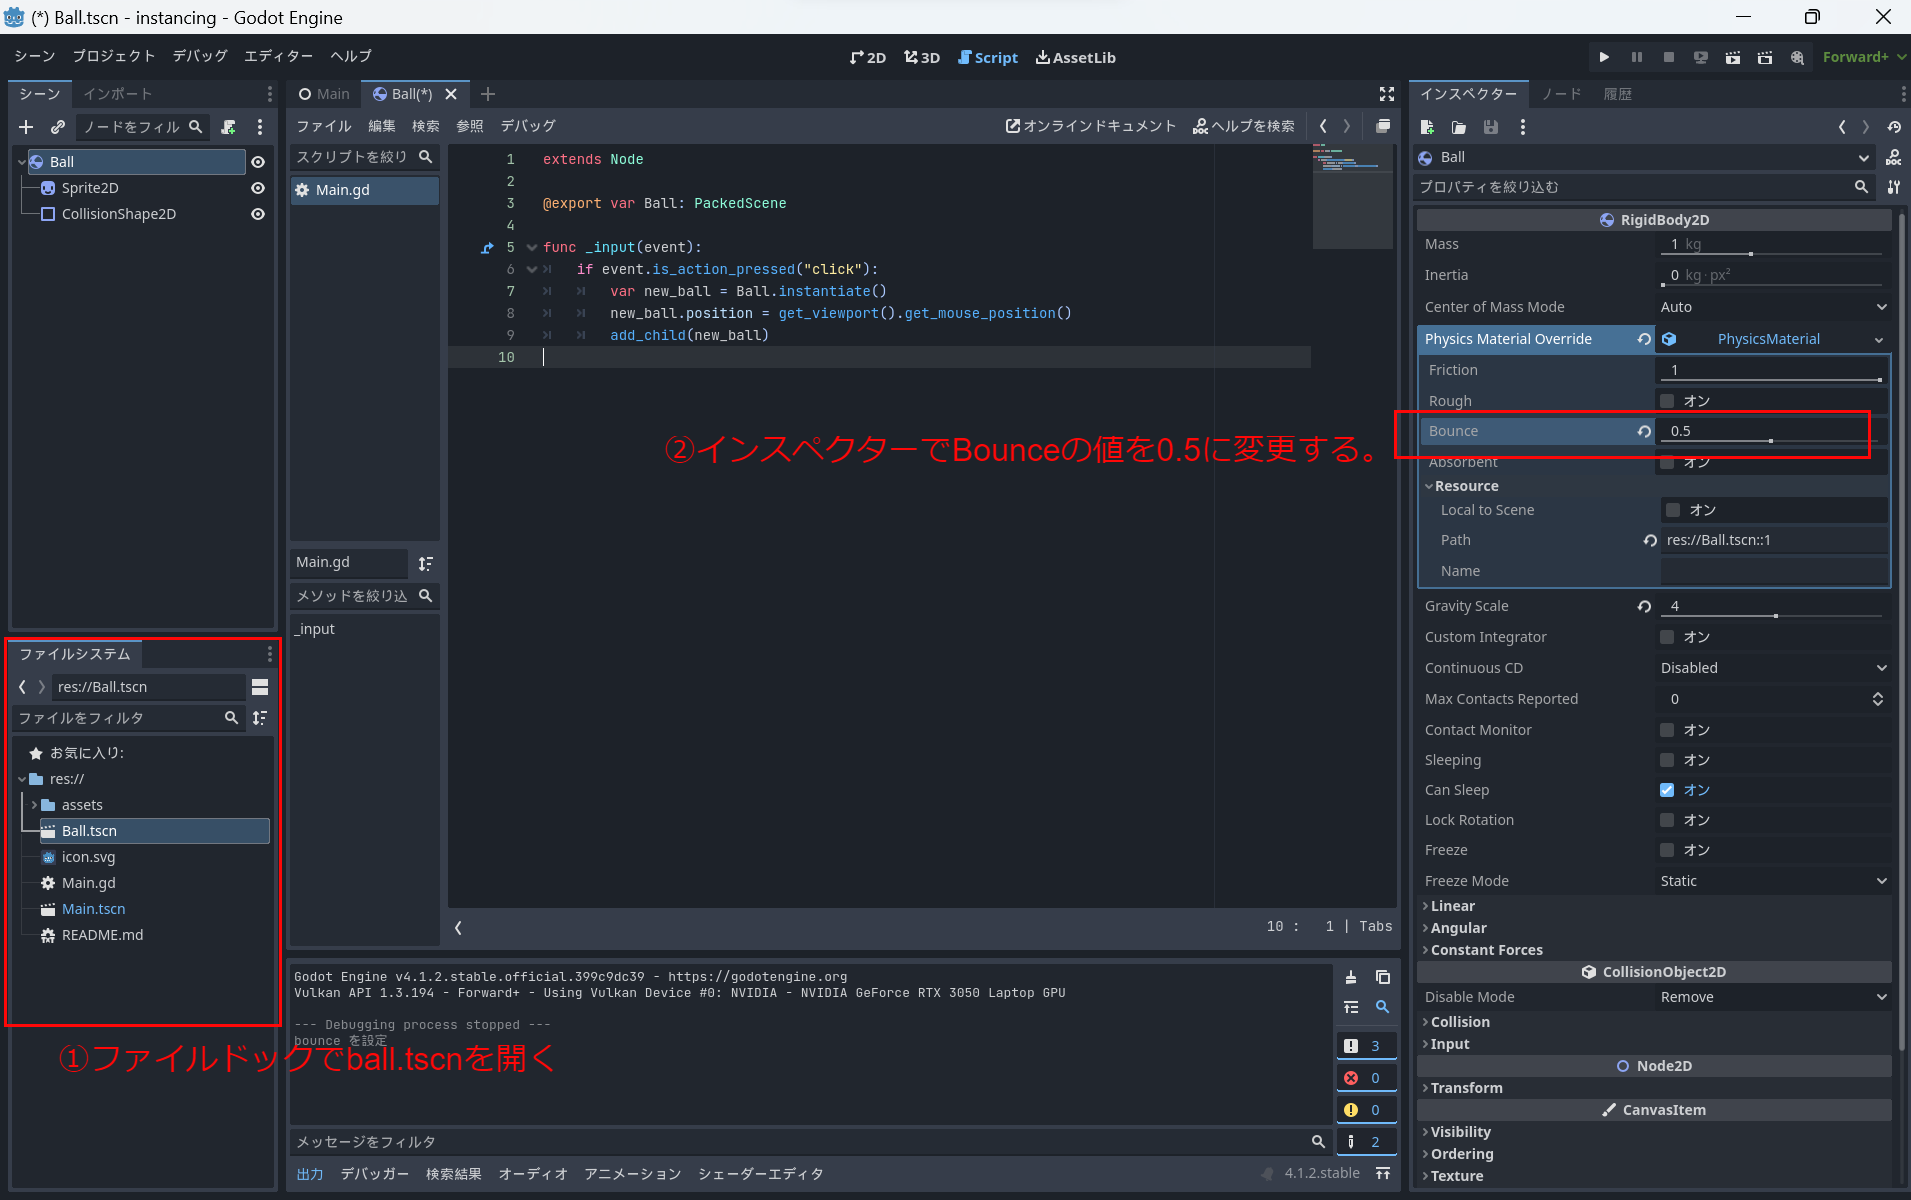 (*) Ball.tscn - instancing - Godot Engine
シーン プロジェクト デバッグ エディター ヘルプ
2D 3D Script AssetLib
Forward+
シーン インポート
ノードをフィル
Ball
Sprite2D
CollisionShape2D
Main Ball(*)
ファイル 編集 検索 参照 デバッグ
オンラインドキュメント ヘルプを検索
スクリプトを絞り
Main.gd
1 extends Node
2
3 @export var Ball: PackedScene
4
5 func _input(event):
6 if event.is_action_pressed("click"):
7 var new_ball = Ball.instantiate()
8 new_ball.position = get_viewport().get_mouse_position()
9 add_child(new_ball)
10
Main.gd
メソッドを絞り込
_input
10 : 1 | Tabs
②インスペクターでBounceの値を0.5に変更する。
ファイルシステム
res://Ball.tscn
ファイルをフィルタ
お気に入り:
res://
assets
Ball.tscn
icon.svg
Main.gd
Main.tscn
README.md
①ファイルドックでball.tscnを開く
Godot Engine v4.1.2.stable.official.399c9dc39 - https://godotengine.org
Vulkan API 1.3.194 - Forward+ - Using Vulkan Device #0: NVIDIA - NVIDIA GeForce RTX 3050 Laptop GPU
--- Debugging process stopped ---
bounce を設定
3
0
0
2
メッセージをフィルタ
出力 デバッガー 検索結果 オーディオ アニメーション シェーダーエディタ
4.1.2.stable
インスペクター ノード 履歴
Ball
プロパティを絞り込む
RigidBody2D
Mass 1 kg
Inertia 0 kg·px²
Center of Mass Mode Auto
Physics Material Override PhysicsMaterial
Friction 1
Rough オン
Bounce 0.5
Absorbent オン
Resource
Local to Scene オン
Path res://Ball.tscn::1
Name
Gravity Scale 4
Custom Integrator オン
Continuous CD Disabled
Max Contacts Reported 0
Contact Monitor オン
Sleeping オン
Can Sleep オン
Lock Rotation オン
Freeze オン
Freeze Mode Static
Linear
Angular
Constant Forces
CollisionObject2D
Disable Mode Remove
Collision
Input
Node2D
Transform
CanvasItem
Visibility
Ordering
Texture